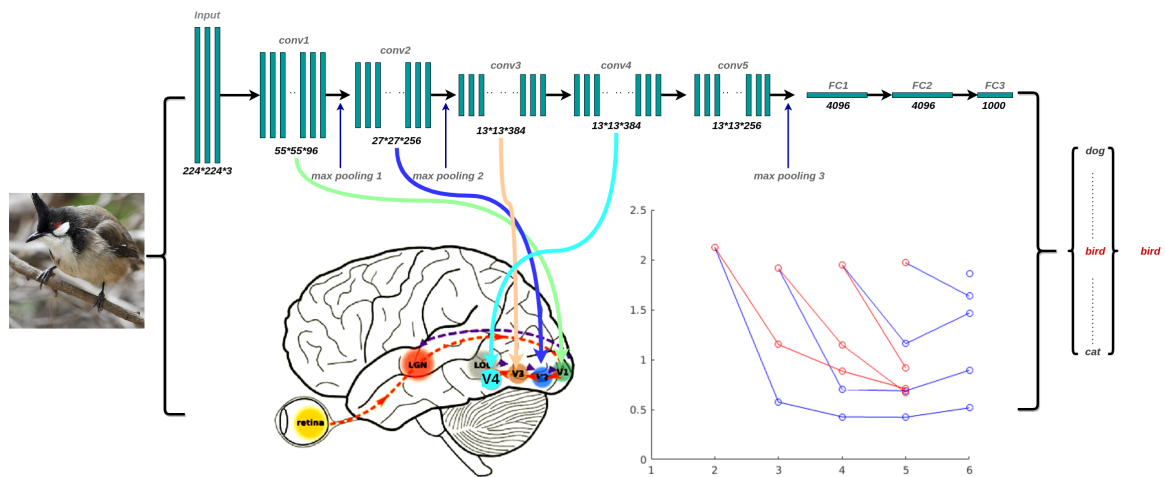 Input
conv1
conv2
conv3
conv4
conv5
FC1
FC2
FC3
4096
4096
1000
224*224*3
55*55*96
27*27*256
13*13*384
13*13*384
13*13*256
max pooling 1
max pooling 2
max pooling 3
dog
bird
cat
bird
LGN
V4
V3
V2
V1
retina
2.5
2
1.5
1
0.5
0
1
2
3
4
5
6